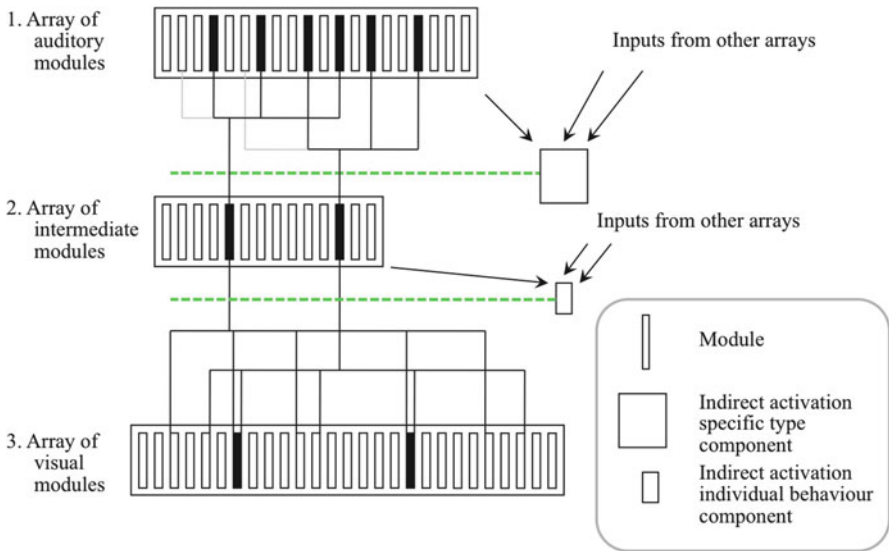 1. Array of
auditory
modules
Inputs from other arrays
2. Array of
intermediate
modules
Inputs from other arrays
3. Array of
visual
modules
Module
Indirect activation
specific type
component
Indirect activation
individual behaviour
component